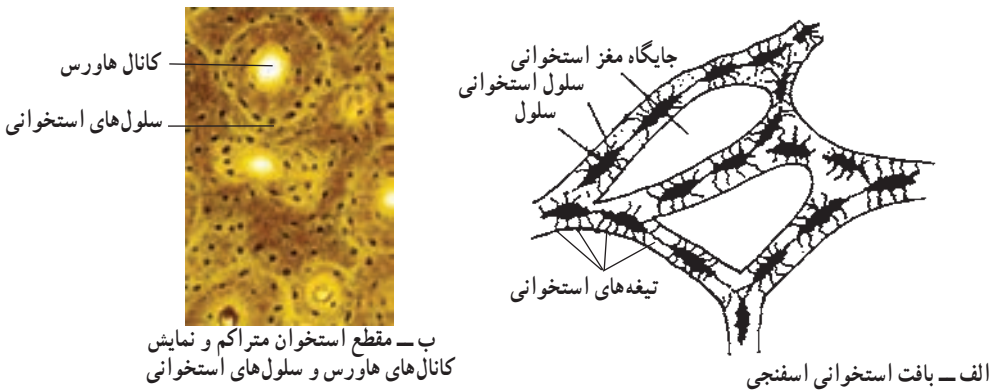 جایگاه مغز استخوانی
سلول استخوانی
سلول
تیغه‌های استخوانی
الف ــ بافت استخوانی اسفنجی
کانال هاورس
سلول‌های استخوانی
ب ــ مقطع استخوان متراکم و نمایش
کانال‌های هاورس و سلول‌های استخوانی